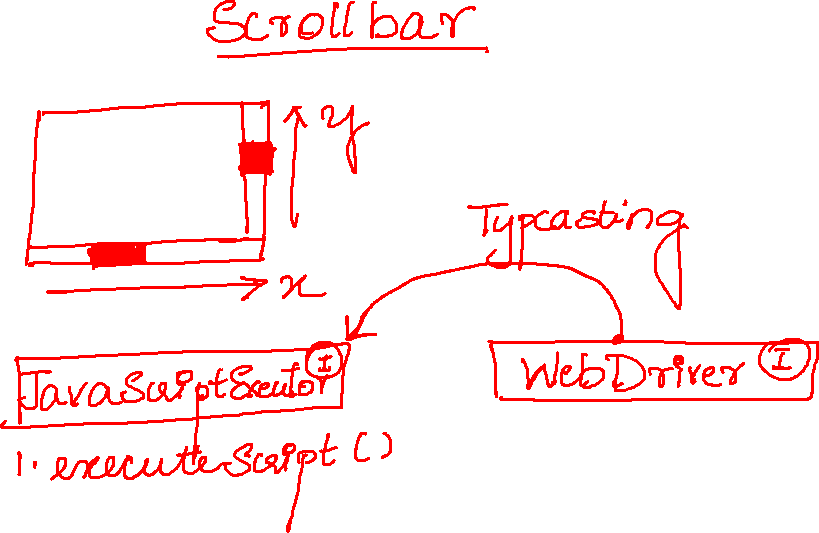 Scrollbar
y
Typcasting
x
JavaScriptExecutor I
WebDriver I
1. executeScript()